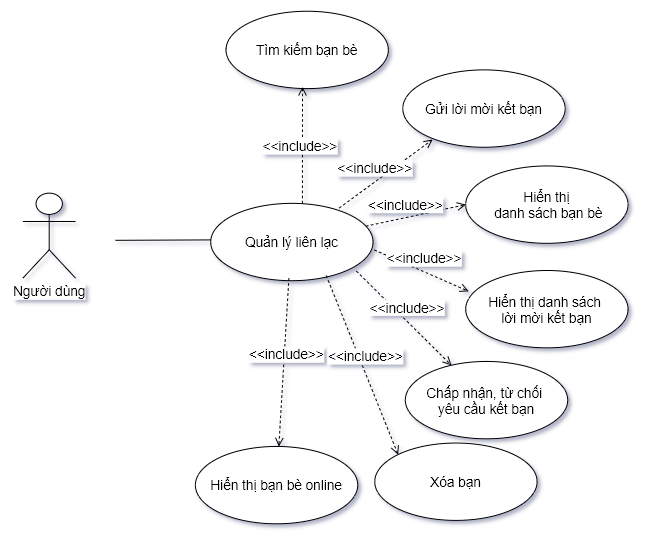 Tìm kiếm bạn bè
Gửi lời mời kết bạn
<<include>>
<<include>>
Hiển thị
danh sách bạn bè
<<include>>
Quản lý liên lạc
<<include>>
Người dùng
Hiển thị danh sách
lời mời kết bạn
<<include>>
<<include>>
<<include>>
Chấp nhận, từ chối
yêu cầu kết bạn
Hiển thị bạn bè online
Xóa bạn